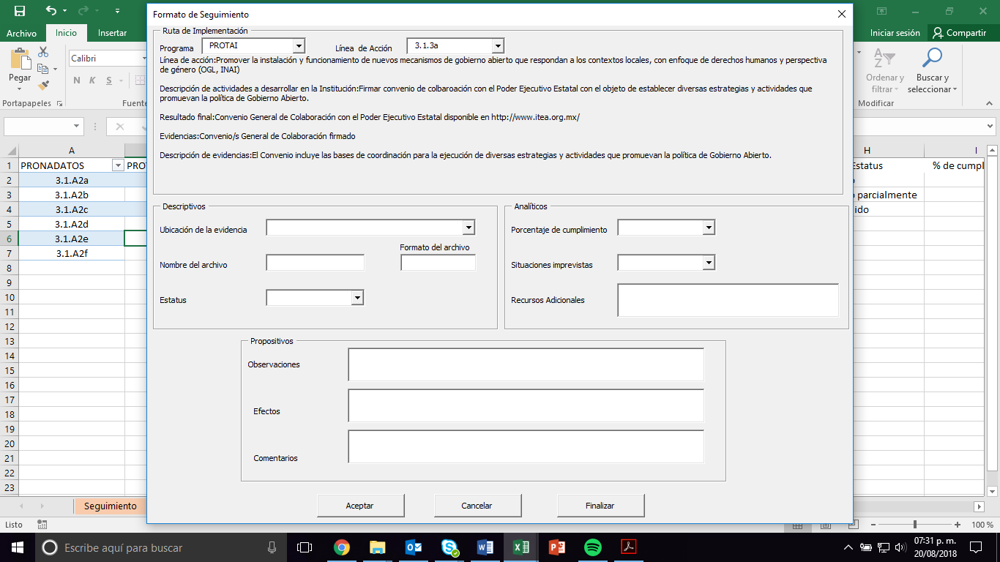 Formato de Seguimiento
Archivo
Inicio
Insertar
Iniciar sesión
Compartir
Pegar
Calibri
N K S
Portapapeles
Fuente
Ordenar y
filtrar
Buscar y
seleccionar
Modificar
Ruta de Implementación
Programa PROTAI Línea de Acción 3.1.3a
Línea de acción:Promover la instalación y funcionamiento de nuevos mecanismos de gobierno abierto que respondan a los contextos locales, con enfoque de derechos humanos y perspectiva
de género (OGL, INAI)
Descripción de actividades a desarrollar en la Institución:Firmar convenio de colbaroación con el Poder Ejecutivo Estatal con el objeto de establecer diversas estrategias y actividades que
promuevan la política de Gobierno Abierto.
Resultado final:Convenio General de Colaboración con el Poder Ejecutivo Estatal disponible en http://www.itea.org.mx/
Evidencias:Convenio/s General de Colaboración firmado
Descripción de evidencias:El Convenio incluye las bases de coordinación para la ejecución de diversas estrategias y actividades que promuevan la política de Gobierno Abierto.
Descriptivos
Ubicación de la evidencia
Formato del archivo
Nombre del archivo
Estatus
Analíticos
Porcentaje de cumplimiento
Situaciones imprevistas
Recursos Adicionales
Propositivos
Observaciones
Efectos
Comentarios
Aceptar
Cancelar
Finalizar
A
H
I
1 PRONADATOS PRO
Estatus % de cumpl
2 3.1.A2a
3 3.1.A2b
parcialmente
4 3.1.A2c
ido
5 3.1.A2d
6 3.1.A2e
7 3.1.A2f
8
9
10
11
12
13
14
15
16
17
18
19
20
21
22
23
Seguimiento
Listo
100 %
Escribe aquí para buscar
07:31 p. m.
20/08/2018